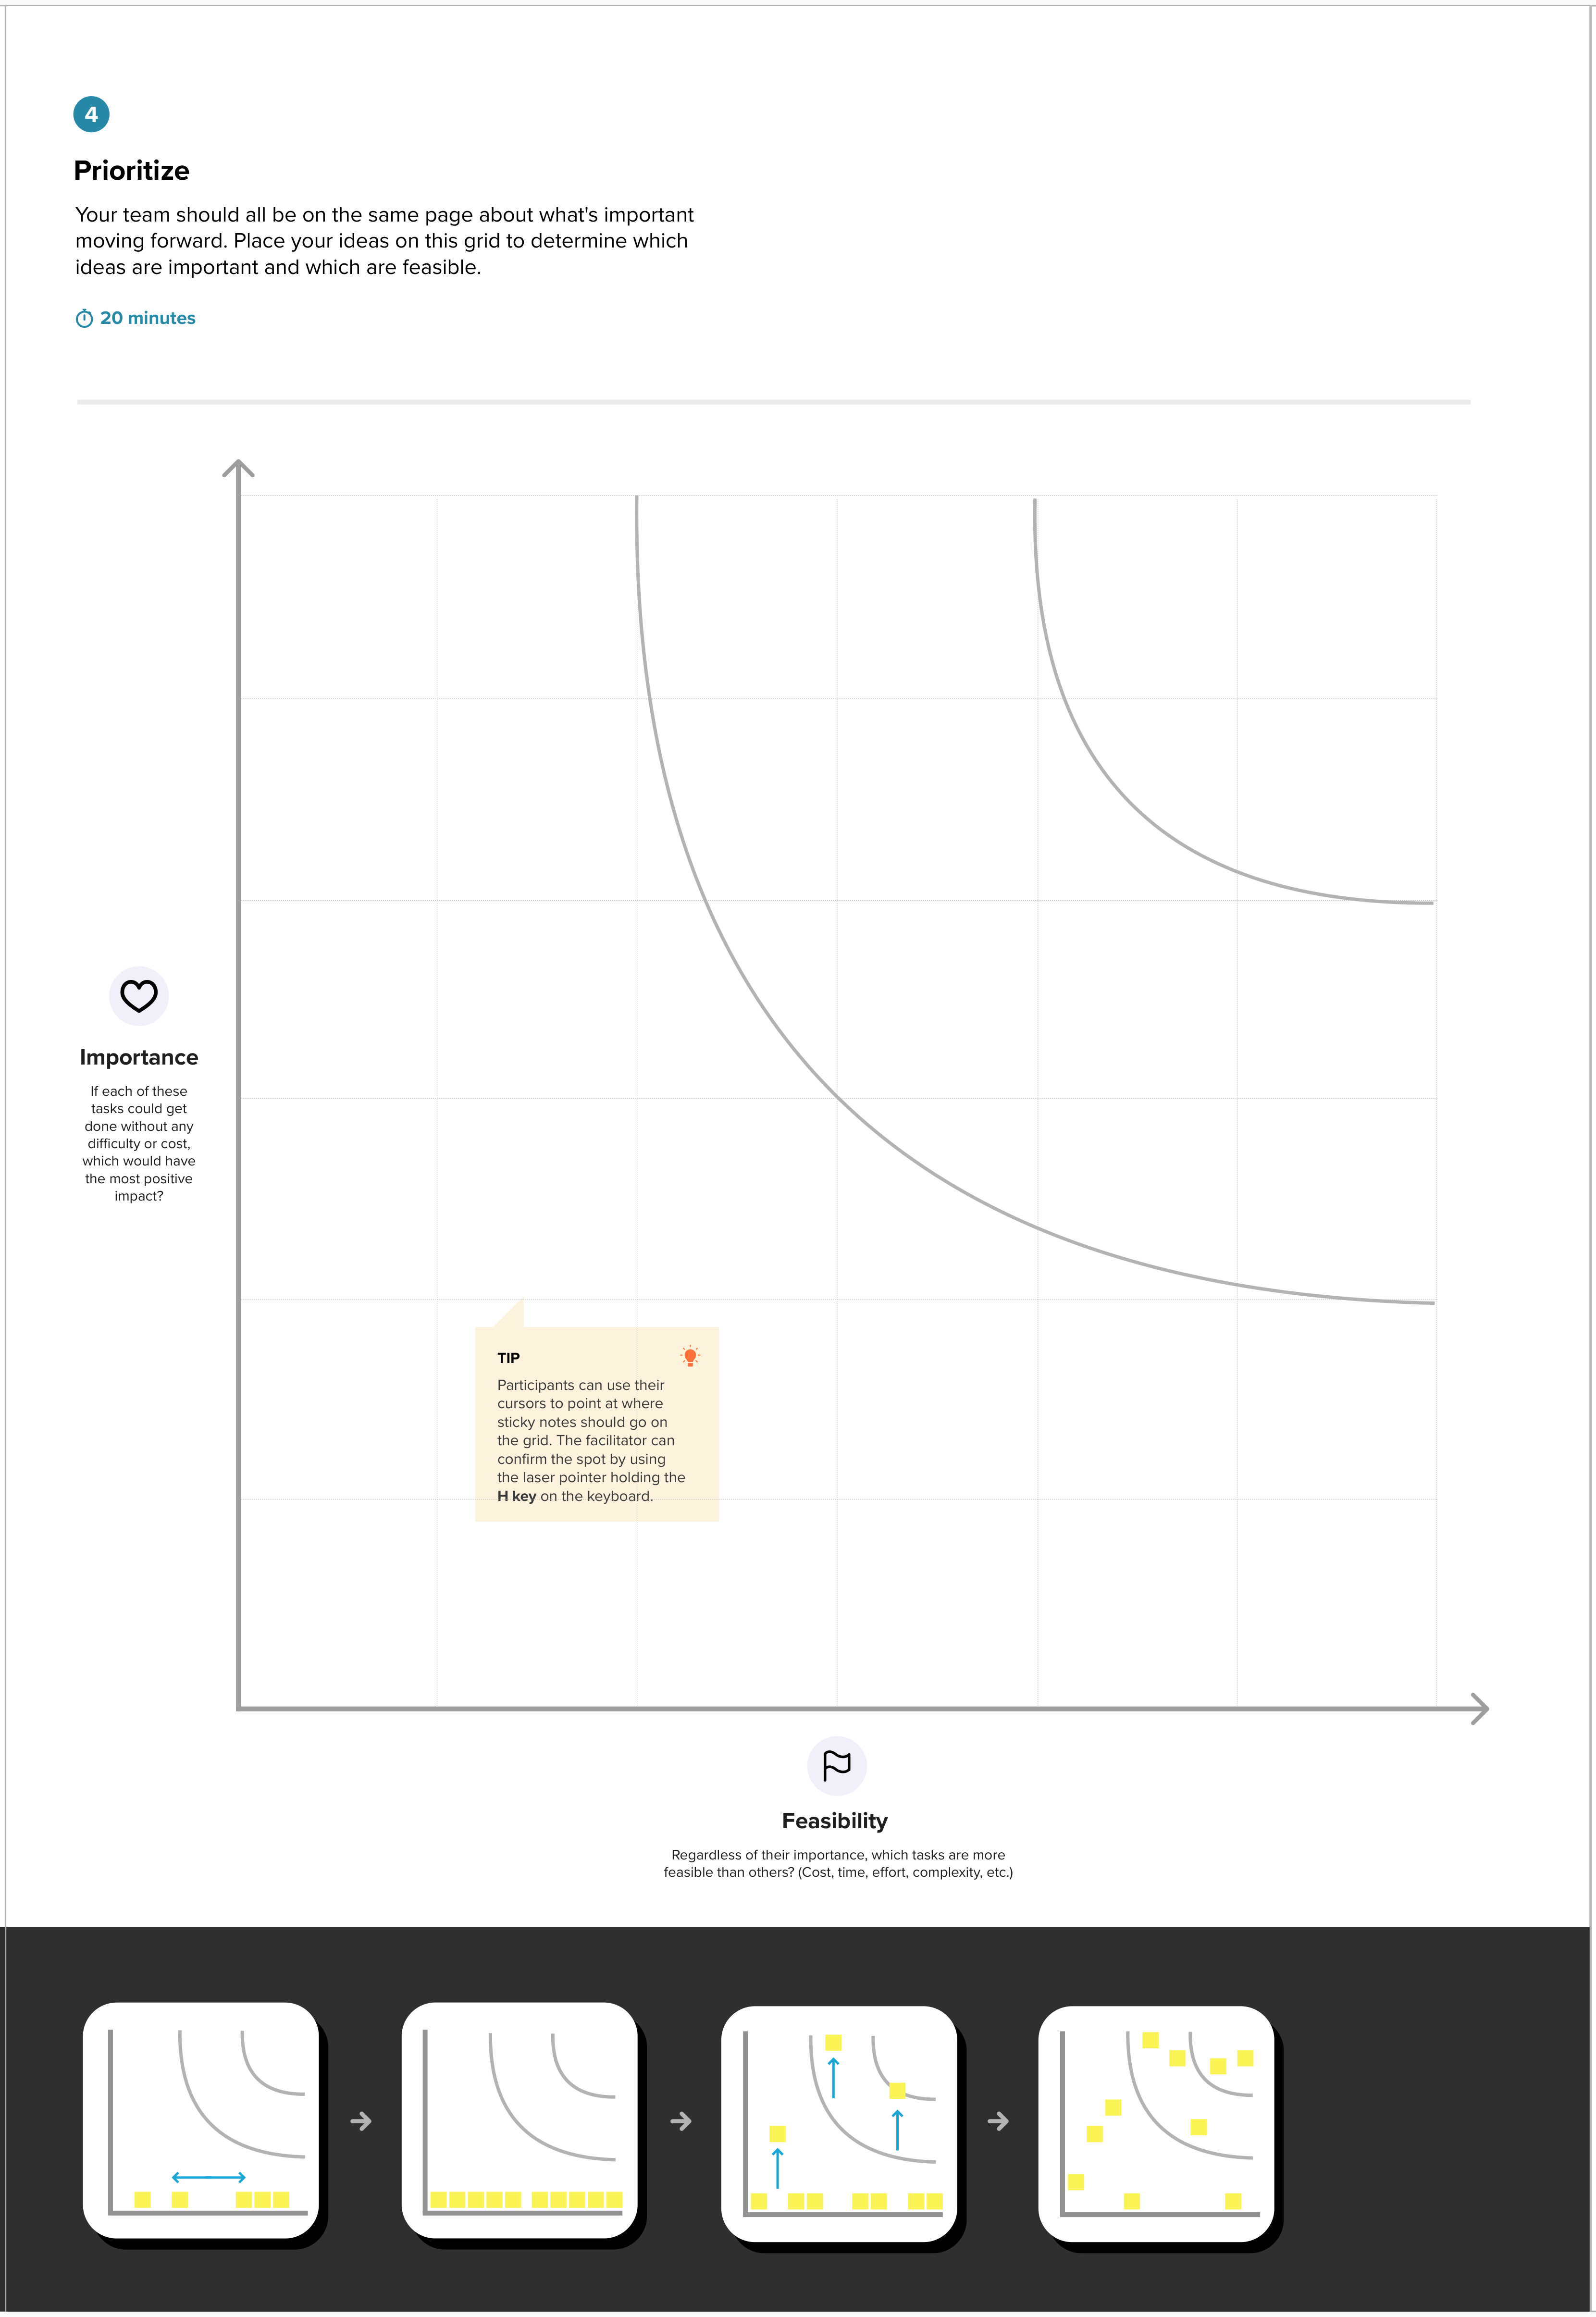 4
Prioritize
Your team should all be on the same page about what's important
moving forward. Place your ideas on this grid to determine which
ideas are important and which are feasible.
20 minutes
Importance
If each of these
tasks could get
done without any
difficulty or cost,
which would have
the most positive
impact?
TIP
Participants can use their
cursors to point at where
sticky notes should go on
the grid. The facilitator can
confirm the spot by using
the laser pointer holding the
H key on the keyboard.
Feasibility
Regardless of their importance, which tasks are more
feasible than others? (Cost, time, effort, complexity, etc.)